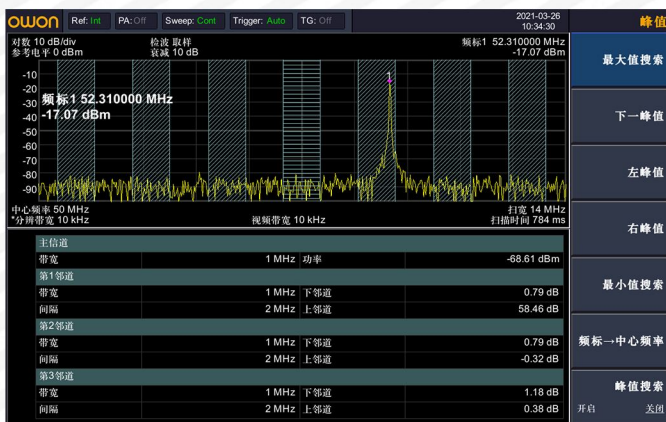 OWON Ref: Int PA:Off Sweep: Cont Trigger: Auto TG: Off 2021-03-26 10:34:30 峰值
对数 10 dB/div 检波 取样 频标1 52.310000 MHz
参考电平 0 dBm 衰减 10 dB -17.07 dBm
最大值搜索
-10
1
-20
频标1 52.310000 MHz
-30
-40
-17.07 dBm
下一峰值
-50
-60
-70
-80
-90
左峰值
中心频率 50 MHz 扫宽 14 MHz
*分辨带宽 10 kHz 视频带宽 10 kHz 扫描时间 784 ms
右峰值
主信道
带宽 1 MHz 功率 -68.61 dBm
第1邻道
带宽 1 MHz 下邻道 0.79 dB
最小值搜索
间隔 2 MHz 上邻道 58.46 dB
第2邻道
带宽 1 MHz 下邻道 0.79 dB
频标→中心频率
间隔 2 MHz 上邻道 -0.32 dB
第3邻道
带宽 1 MHz 下邻道 1.18 dB
峰值搜索
间隔 2 MHz 上邻道 0.38 dB
开启 关闭